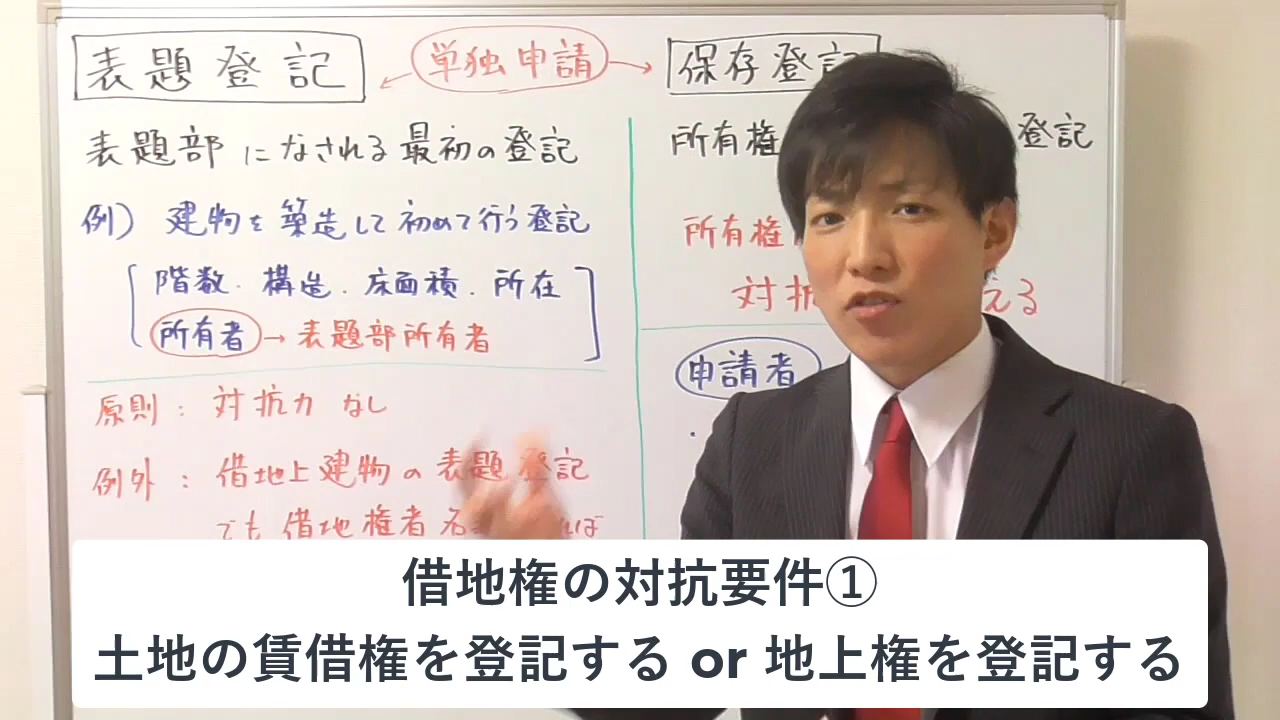 表題登記
単独申請
保存登記
表題部になされる最初の登記
例) 建物を築造して初めて行う登記
階数・構造・床面積・所在
所有者→表題部所有者
原則：対抗力なし
例外：借地上建物の表題登記
でも借地権者名
ば
所有権
登記
所有権
対抗
える
申請者
借地権の対抗要件①
土地の賃借権を登記する or 地上権を登記する